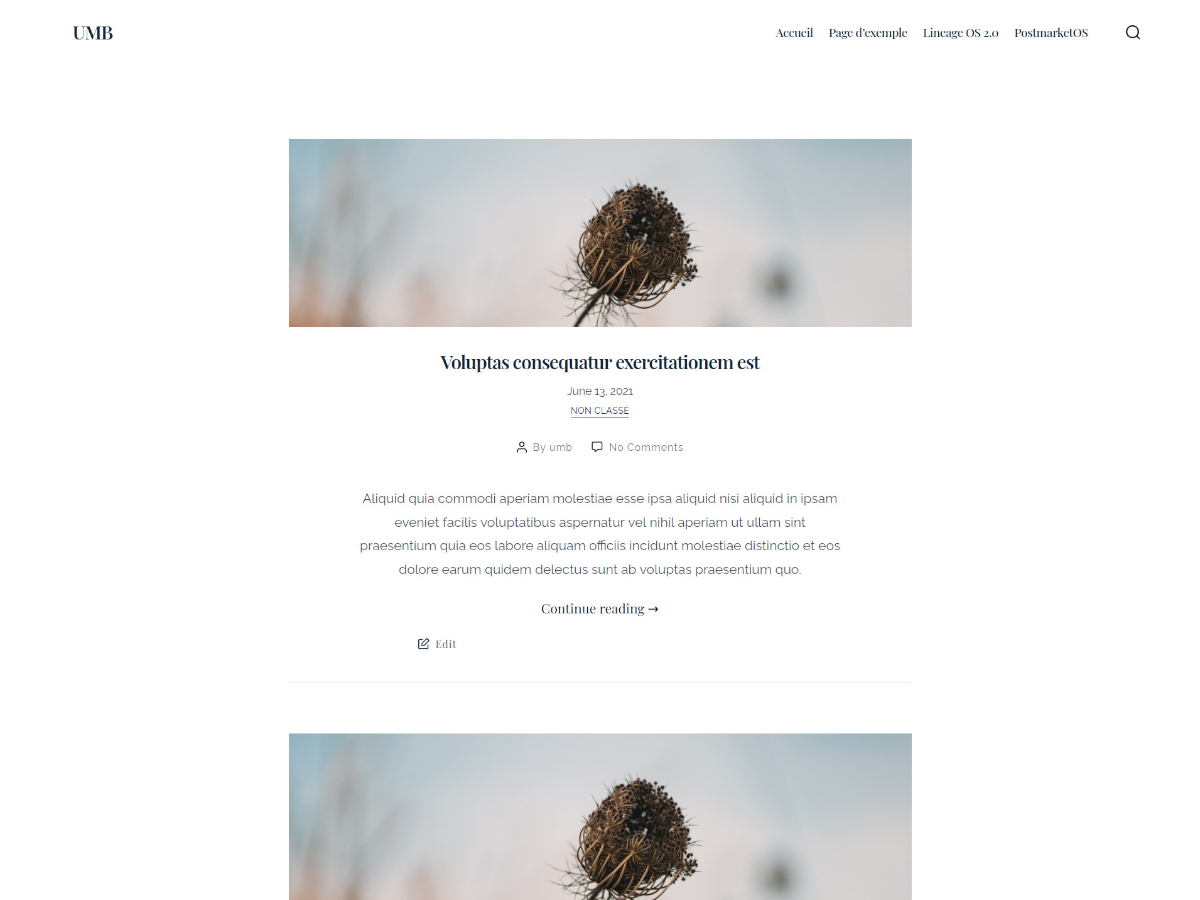 UMB
Accueil Page d'exemple Lineage OS 2.0 PostmarketOS
Voluptas consequatur exercitationem est
June 13, 2021
NON CLASSÉ
By umb No Comments
Aliquid quia commodi aperiam molestiae esse ipsa aliquid nisi aliquid in ipsam
eveniet facilis voluptatibus aspernatur vel nihil aperiam ut ullam sint
praesentium quia eos labore aliquam officiis incidunt molestiae distinctio et eos
dolore earum quidem delectus sunt ab voluptas praesentium quo.
Continue reading →
Edit